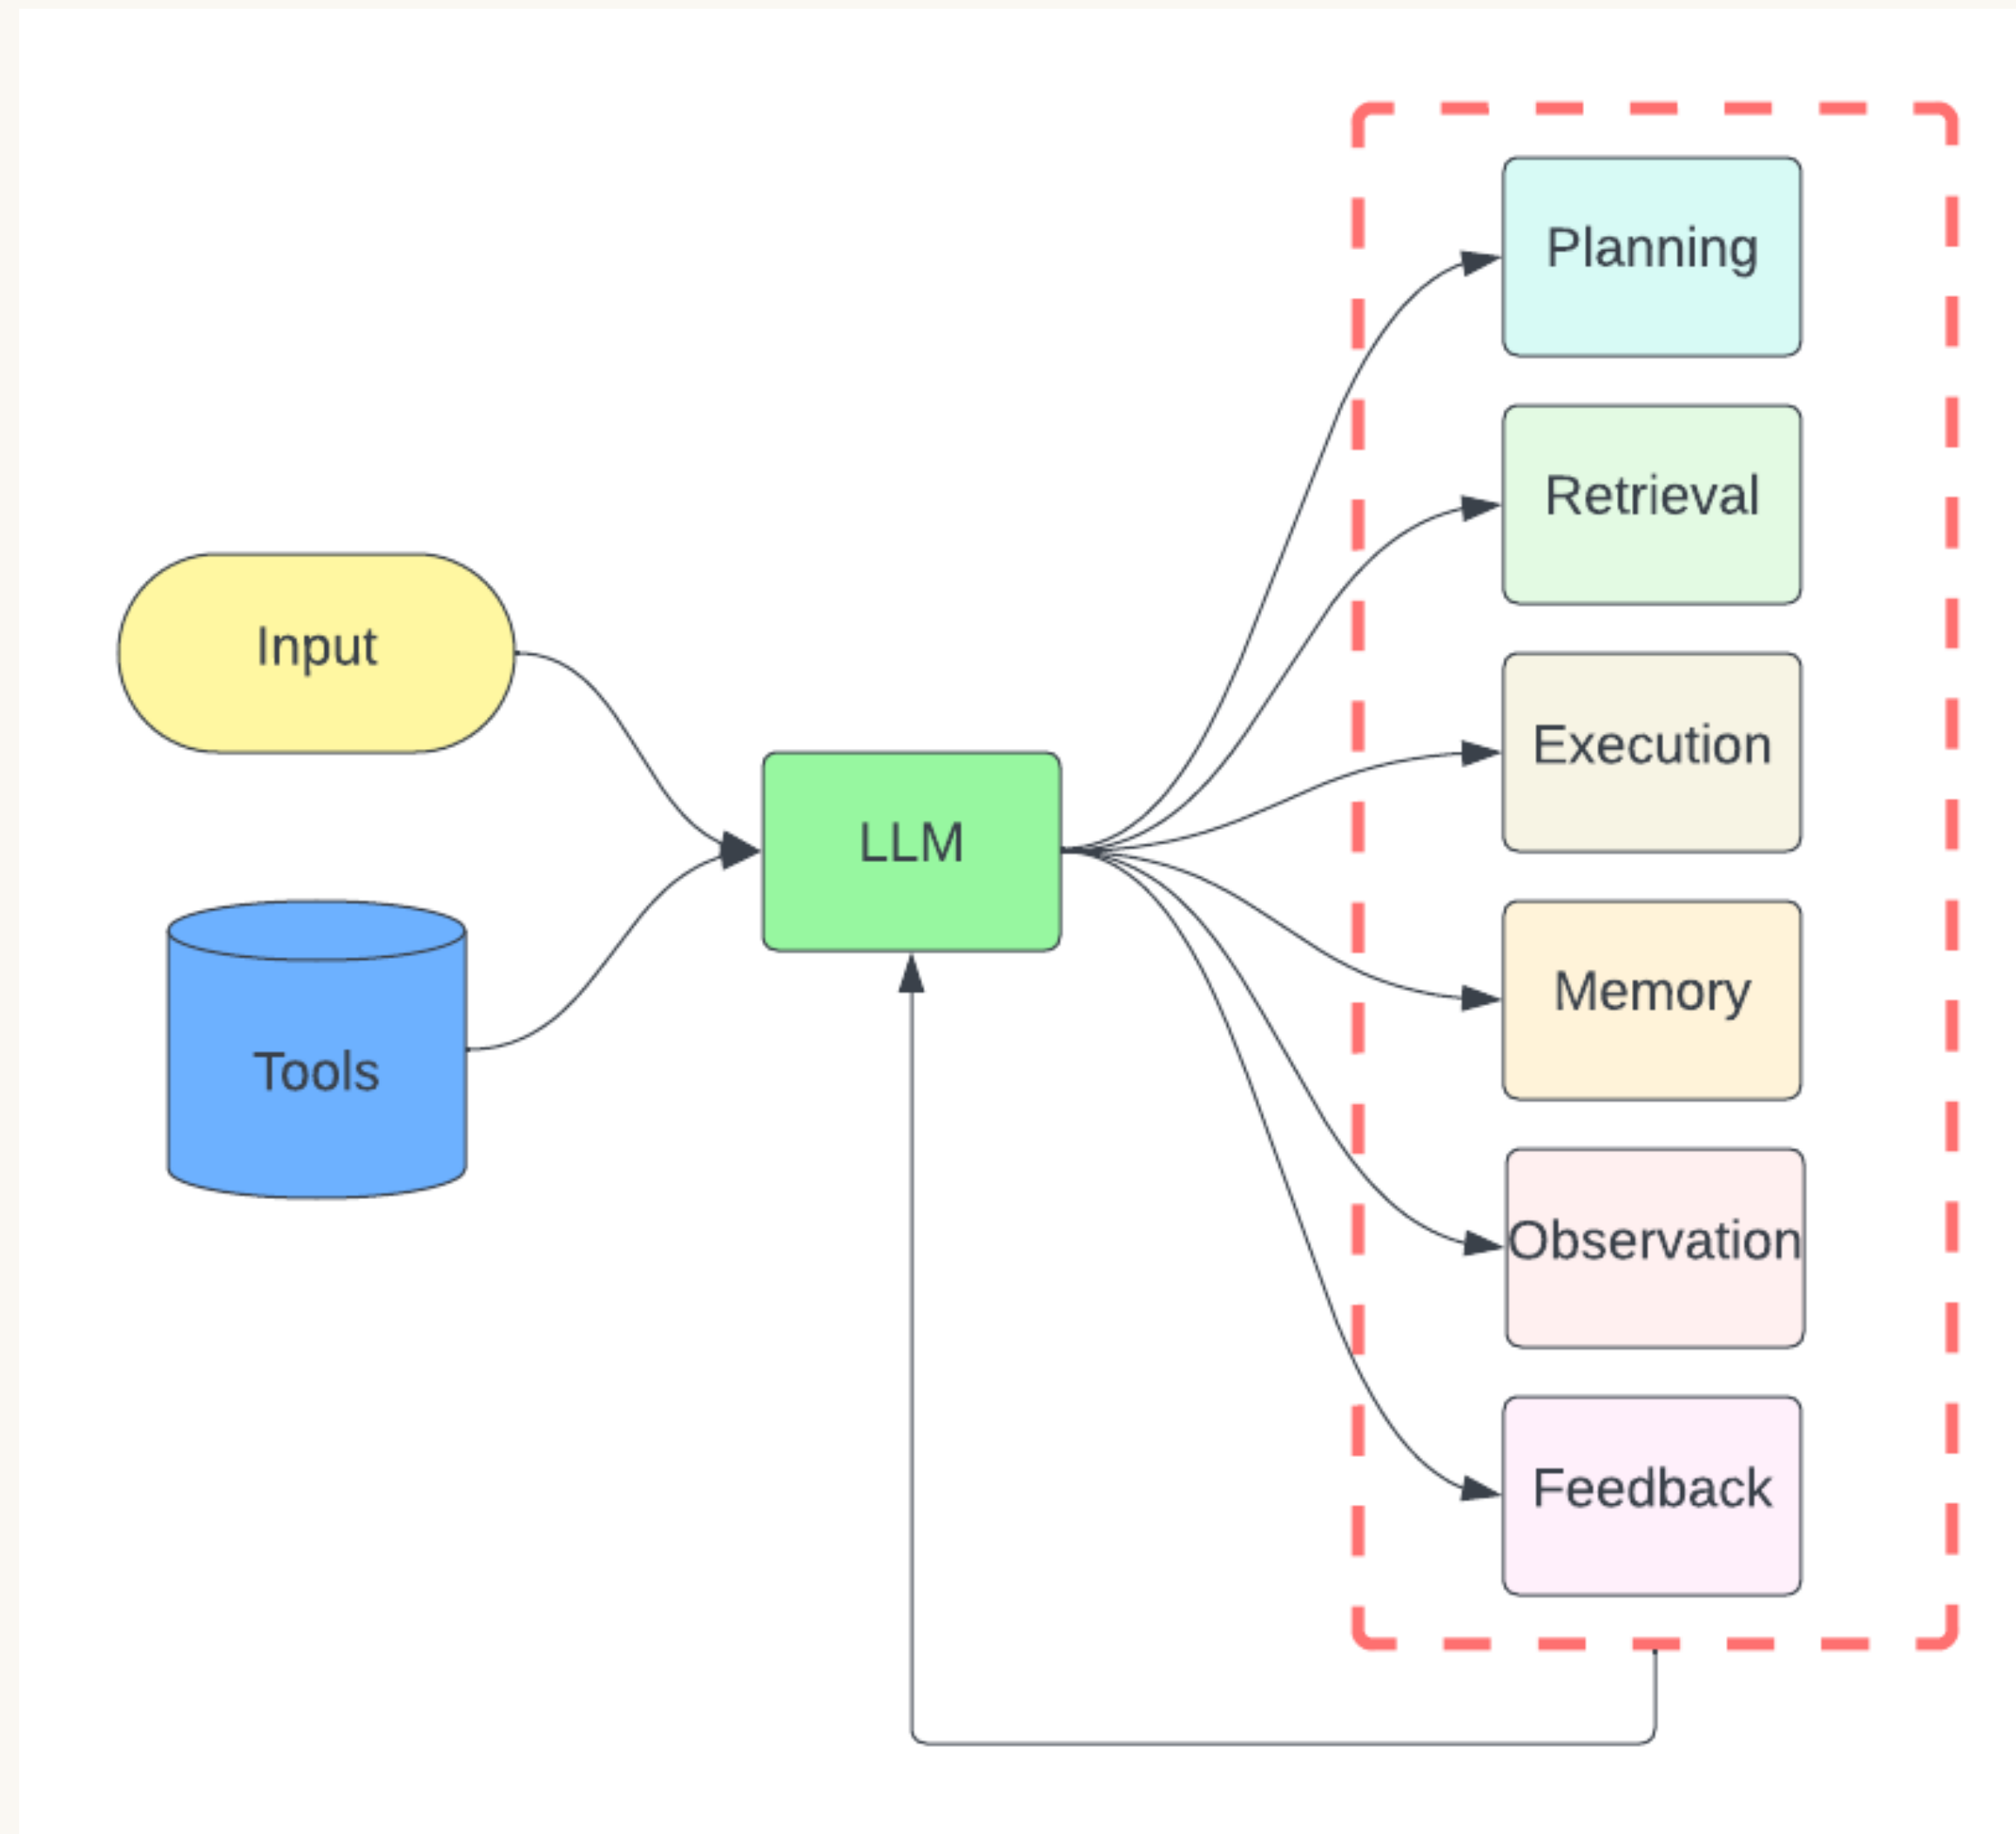 Input
Tools
LLM
Planning
Retrieval
Execution
Memory
Observation
Feedback